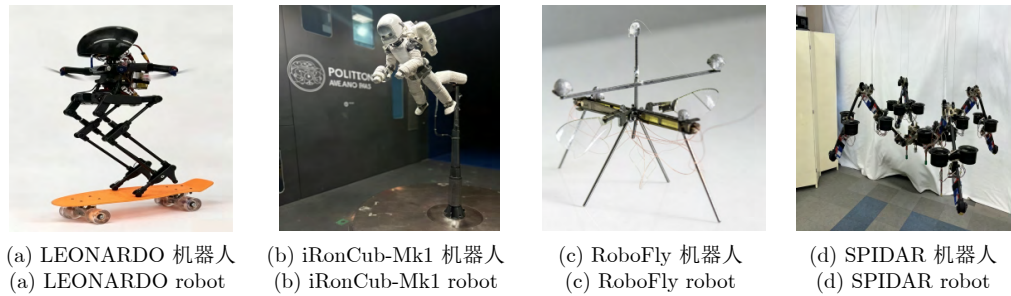 POLITECN
MILANO 1863
(a) LEONARDO 机器人
(a) LEONARDO robot
(b) iRonCub-Mk1 机器人
(b) iRonCub-Mk1 robot
(c) RoboFly 机器人
(c) RoboFly robot
(d) SPIDAR 机器人
(d) SPIDAR robot